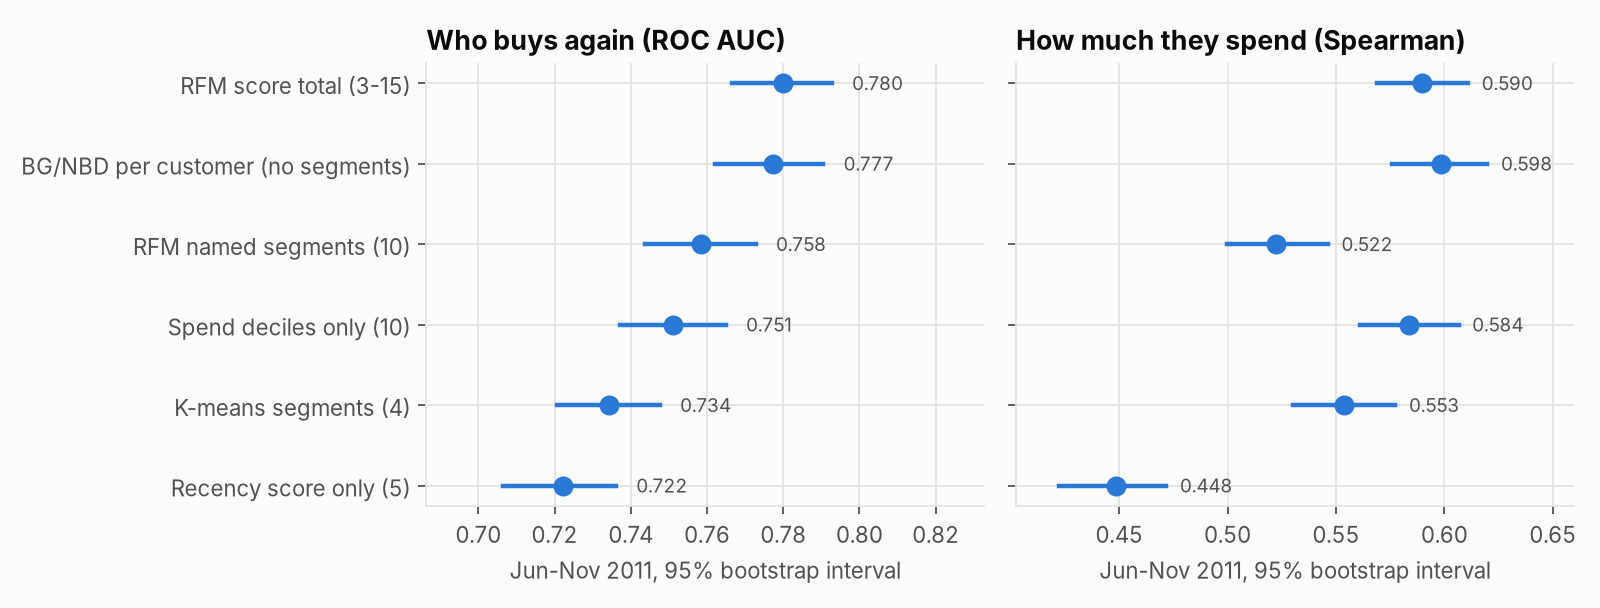 Who buys again (ROC AUC)
How much they spend (Spearman)
RFM score total (3-15)
0.780
0.590
BG/NBD per customer (no segments)
0.777
0.598
RFM named segments (10)
0.758
0.522
Spend deciles only (10)
0.751
0.584
K-means segments (4)
0.734
0.553
Recency score only (5)
0.722
0.448
0.70 0.72 0.74 0.76 0.78 0.80 0.82
0.45 0.50 0.55 0.60 0.65
Jun-Nov 2011, 95% bootstrap interval
Jun-Nov 2011, 95% bootstrap interval